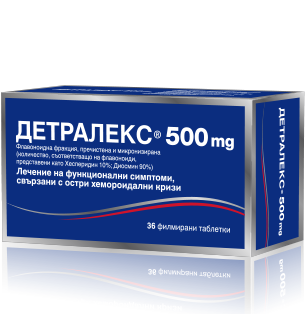 ДЕТРАЛЕКС® 500 mg
Флавоноидна фракция, пречистена и микронизирана
(количество, съответстващо на флавоноиди,
представени като Хесперидин 10%; Диосмин 90%)
Лечение на функционални симптоми,
свързани с остри хемороидални кризи
36 филмирани таблетки
ДЕТРАЛЕКС® 500 mg